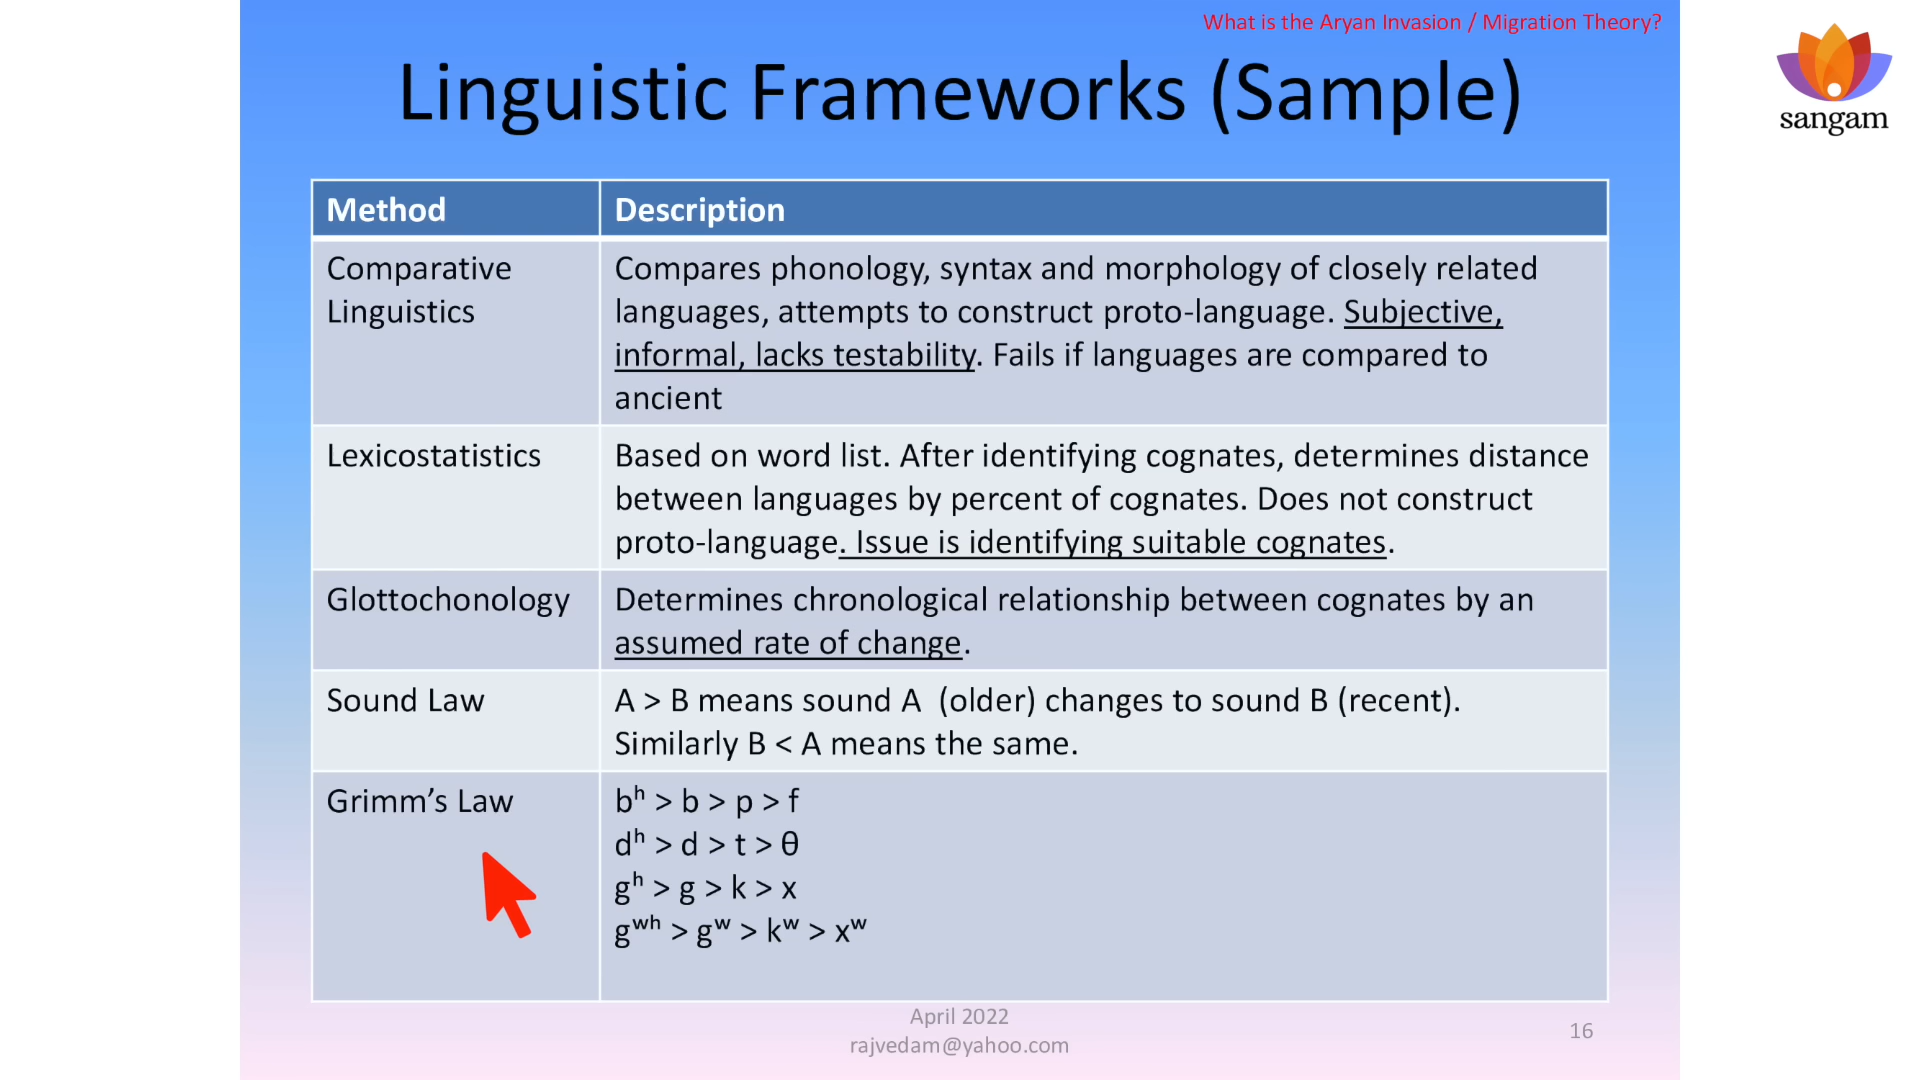 What is the Aryan Invasion / Migration Theory?
Linguistic Frameworks (Sample)
sangam
Method
Description
Comparative
Linguistics
Compares phonology, syntax and morphology of closely related
languages, attempts to construct proto-language. Subjective,
informal, lacks testability. Fails if languages are compared to
ancient
Lexicostatistics
Based on word list. After identifying cognates, determines distance
between languages by percent of cognates. Does not construct
proto-language. Issue is identifying suitable cognates.
Glottochonology
Determines chronological relationship between cognates by an
assumed rate of change.
Sound Law
A > B means sound A (older) changes to sound B (recent).
Similarly B < A means the same.
Grimm’s Law
bʰ > b > p > f
dʰ > d > t > θ
gʰ > g > k > x
gʷʰ > gʷ > kʷ > xʷ
April 2022
rajvedam@yahoo.com
16